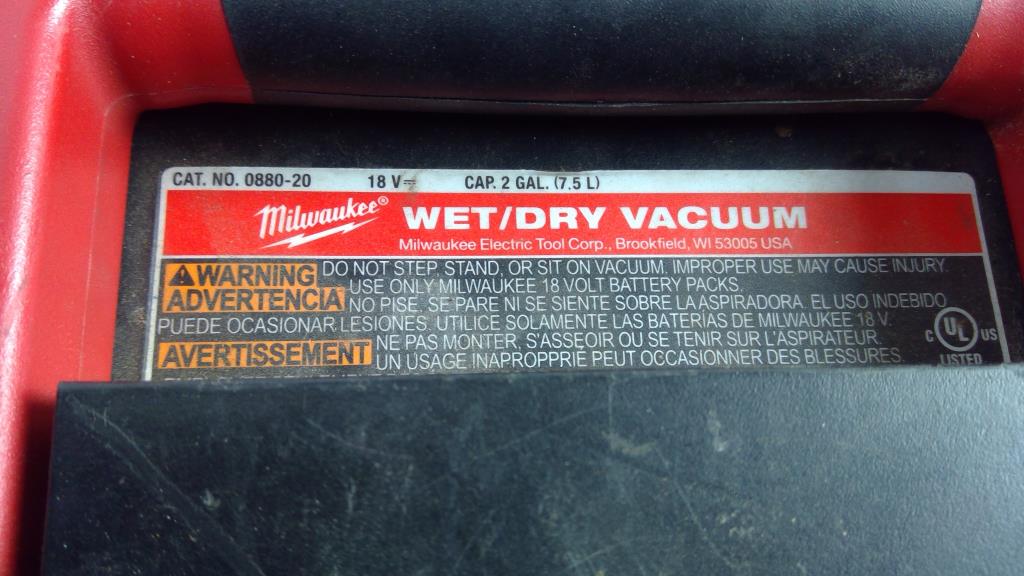 CAT. NO. 0880-20 18 V⎓ CAP. 2 GAL. (7.5 L)
Milwaukee® WET/DRY VACUUM
Milwaukee Electric Tool Corp., Brookfield, WI 53005 USA
WARNING DO NOT STEP, STAND, OR SIT ON VACUUM. IMPROPER USE MAY CAUSE INJURY.
USE ONLY MILWAUKEE 18 VOLT BATTERY PACKS.
ADVERTENCIA NO PISE, SE PARE NI SE SIENTE SOBRE LA ASPIRADORA. EL USO INDEBIDO
PUEDE OCASIONAR LESIONES. UTILICE SOLAMENTE LAS BATERÍAS DE MILWAUKEE 18 V.
AVERTISSEMENT NE PAS MONTER, S'ASSEOIR OU SE TENIR SUR L'ASPIRATEUR.
UN USAGE INAPROPPRIE PEUT OCCASIONNER DES BLESSURES.
C UL US
LISTED